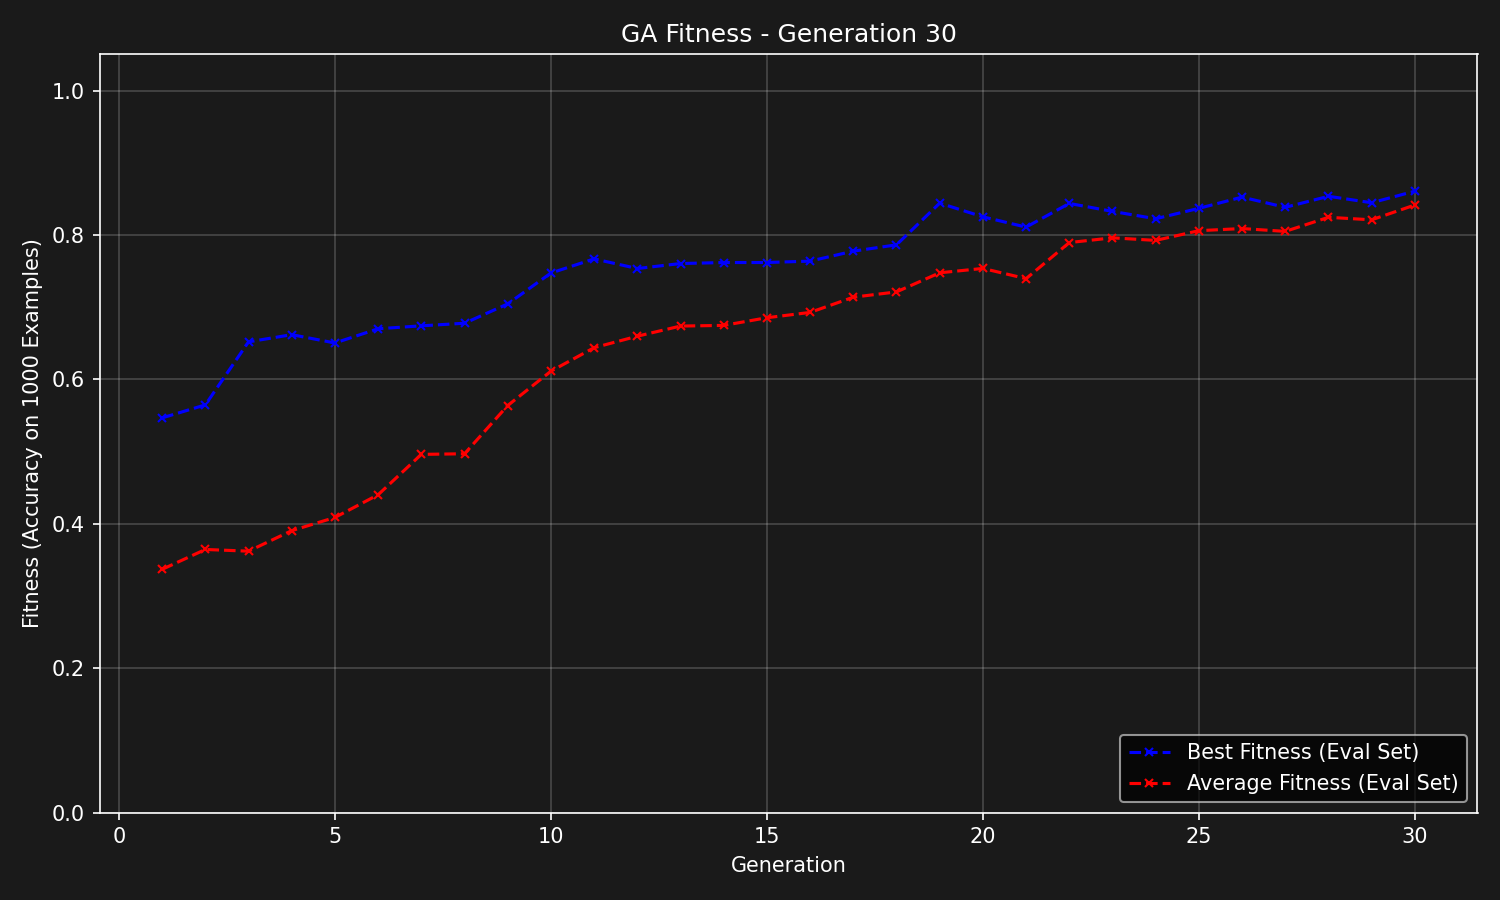 GA Fitness - Generation 30
Fitness (Accuracy on 1000 Examples)
1.0
0.8
0.6
0.4
0.2
0.0
0 5 10 15 20 25 30
Generation
Best Fitness (Eval Set)
Average Fitness (Eval Set)